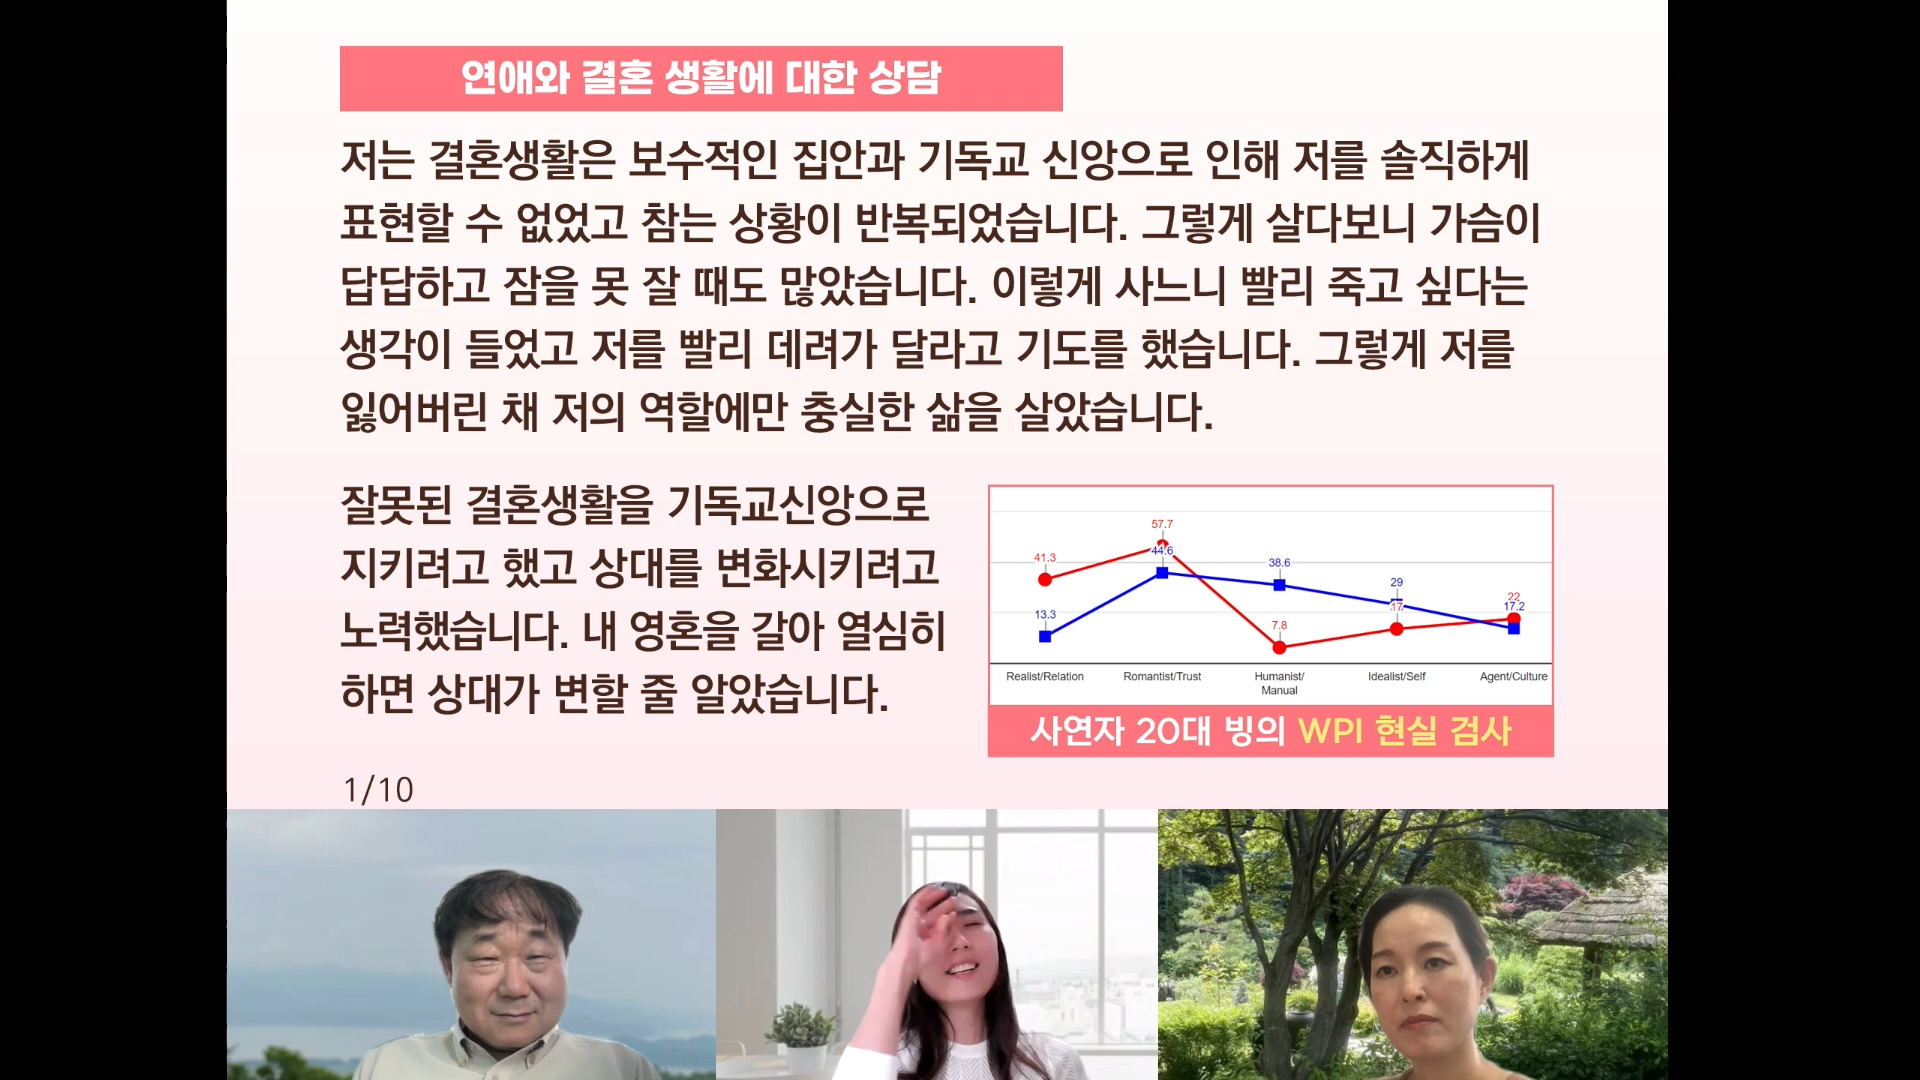 연애와 결혼 생활에 대한 상담
저는 결혼생활은 보수적인 집안과 기독교 신앙으로 인해 저를 솔직하게
표현할 수 없었고 참는 상황이 반복되었습니다. 그렇게 살다보니 가슴이
답답하고 잠을 못 잘 때도 많았습니다. 이렇게 사느니 빨리 죽고 싶다는
생각이 들었고 저를 빨리 데려가 달라고 기도를 했습니다. 그렇게 저를
잃어버린 채 저의 역할에만 충실한 삶을 살았습니다.
잘못된 결혼생활을 기독교신앙으로
지키려고 했고 상대를 변화시키려고
노력했습니다. 내 영혼을 갈아 열심히
하면 상대가 변할 줄 알았습니다.
57.7
41.3
44.6
38.6
29
17
22
17.2
13.3
7.8
Realist/Relation
Romantist/Trust
Humanist/
Manual
Idealist/Self
Agent/Culture
사연자 20대 빙의 WPI 현실 검사
1/10